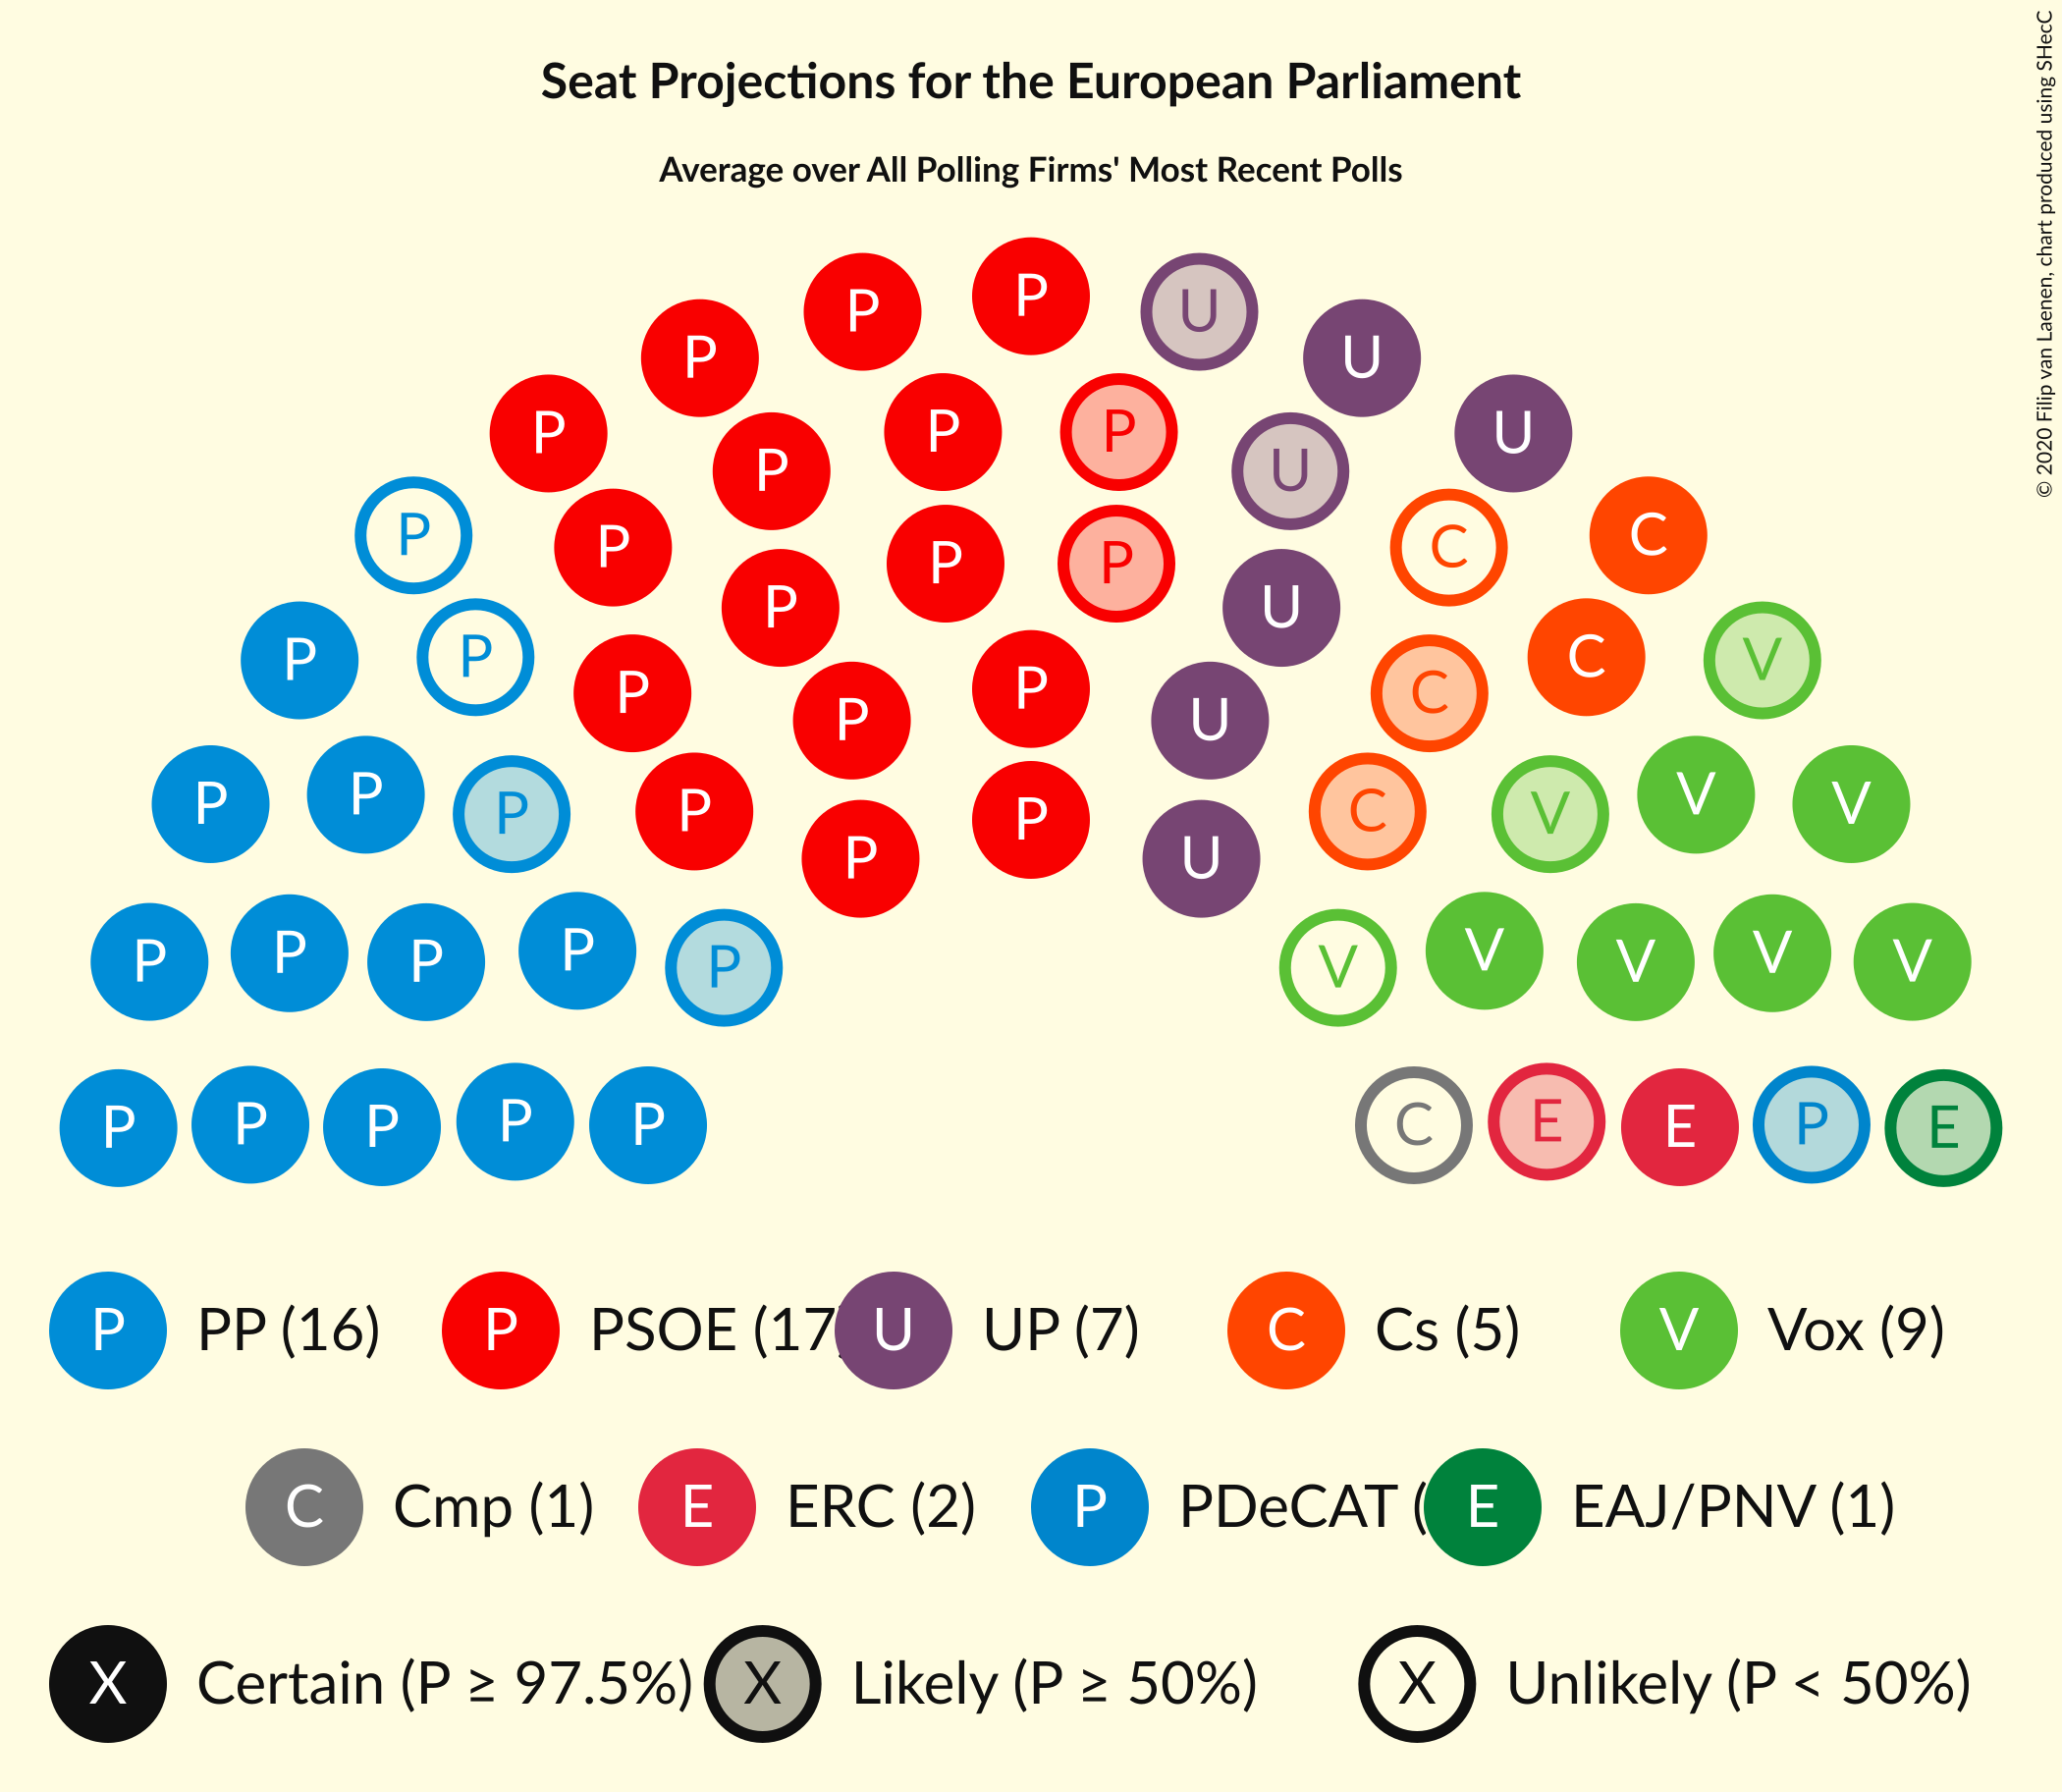 Seat Projections for the European Parliament
Average over All Polling Firms' Most Recent Polls
© 2020 Filip van Laenen, chart produced using SHecC
P
P P U
P U
P P U
P P U
P P
P P C C
P P C
P U
P P V
P P C
P P U
P P V V
P P C V
P
P U
P P P P P V V V V V
P P P P P C E E P E
P PP (16) P PSOE (17 U UP (7) C Cs (5) V Vox (9)
C Cmp (1) E ERC (2) P PDeCAT ( E EAJ/PNV (1)
X Certain (P ≥ 97.5%) X Likely (P ≥ 50%) X Unlikely (P < 50%)